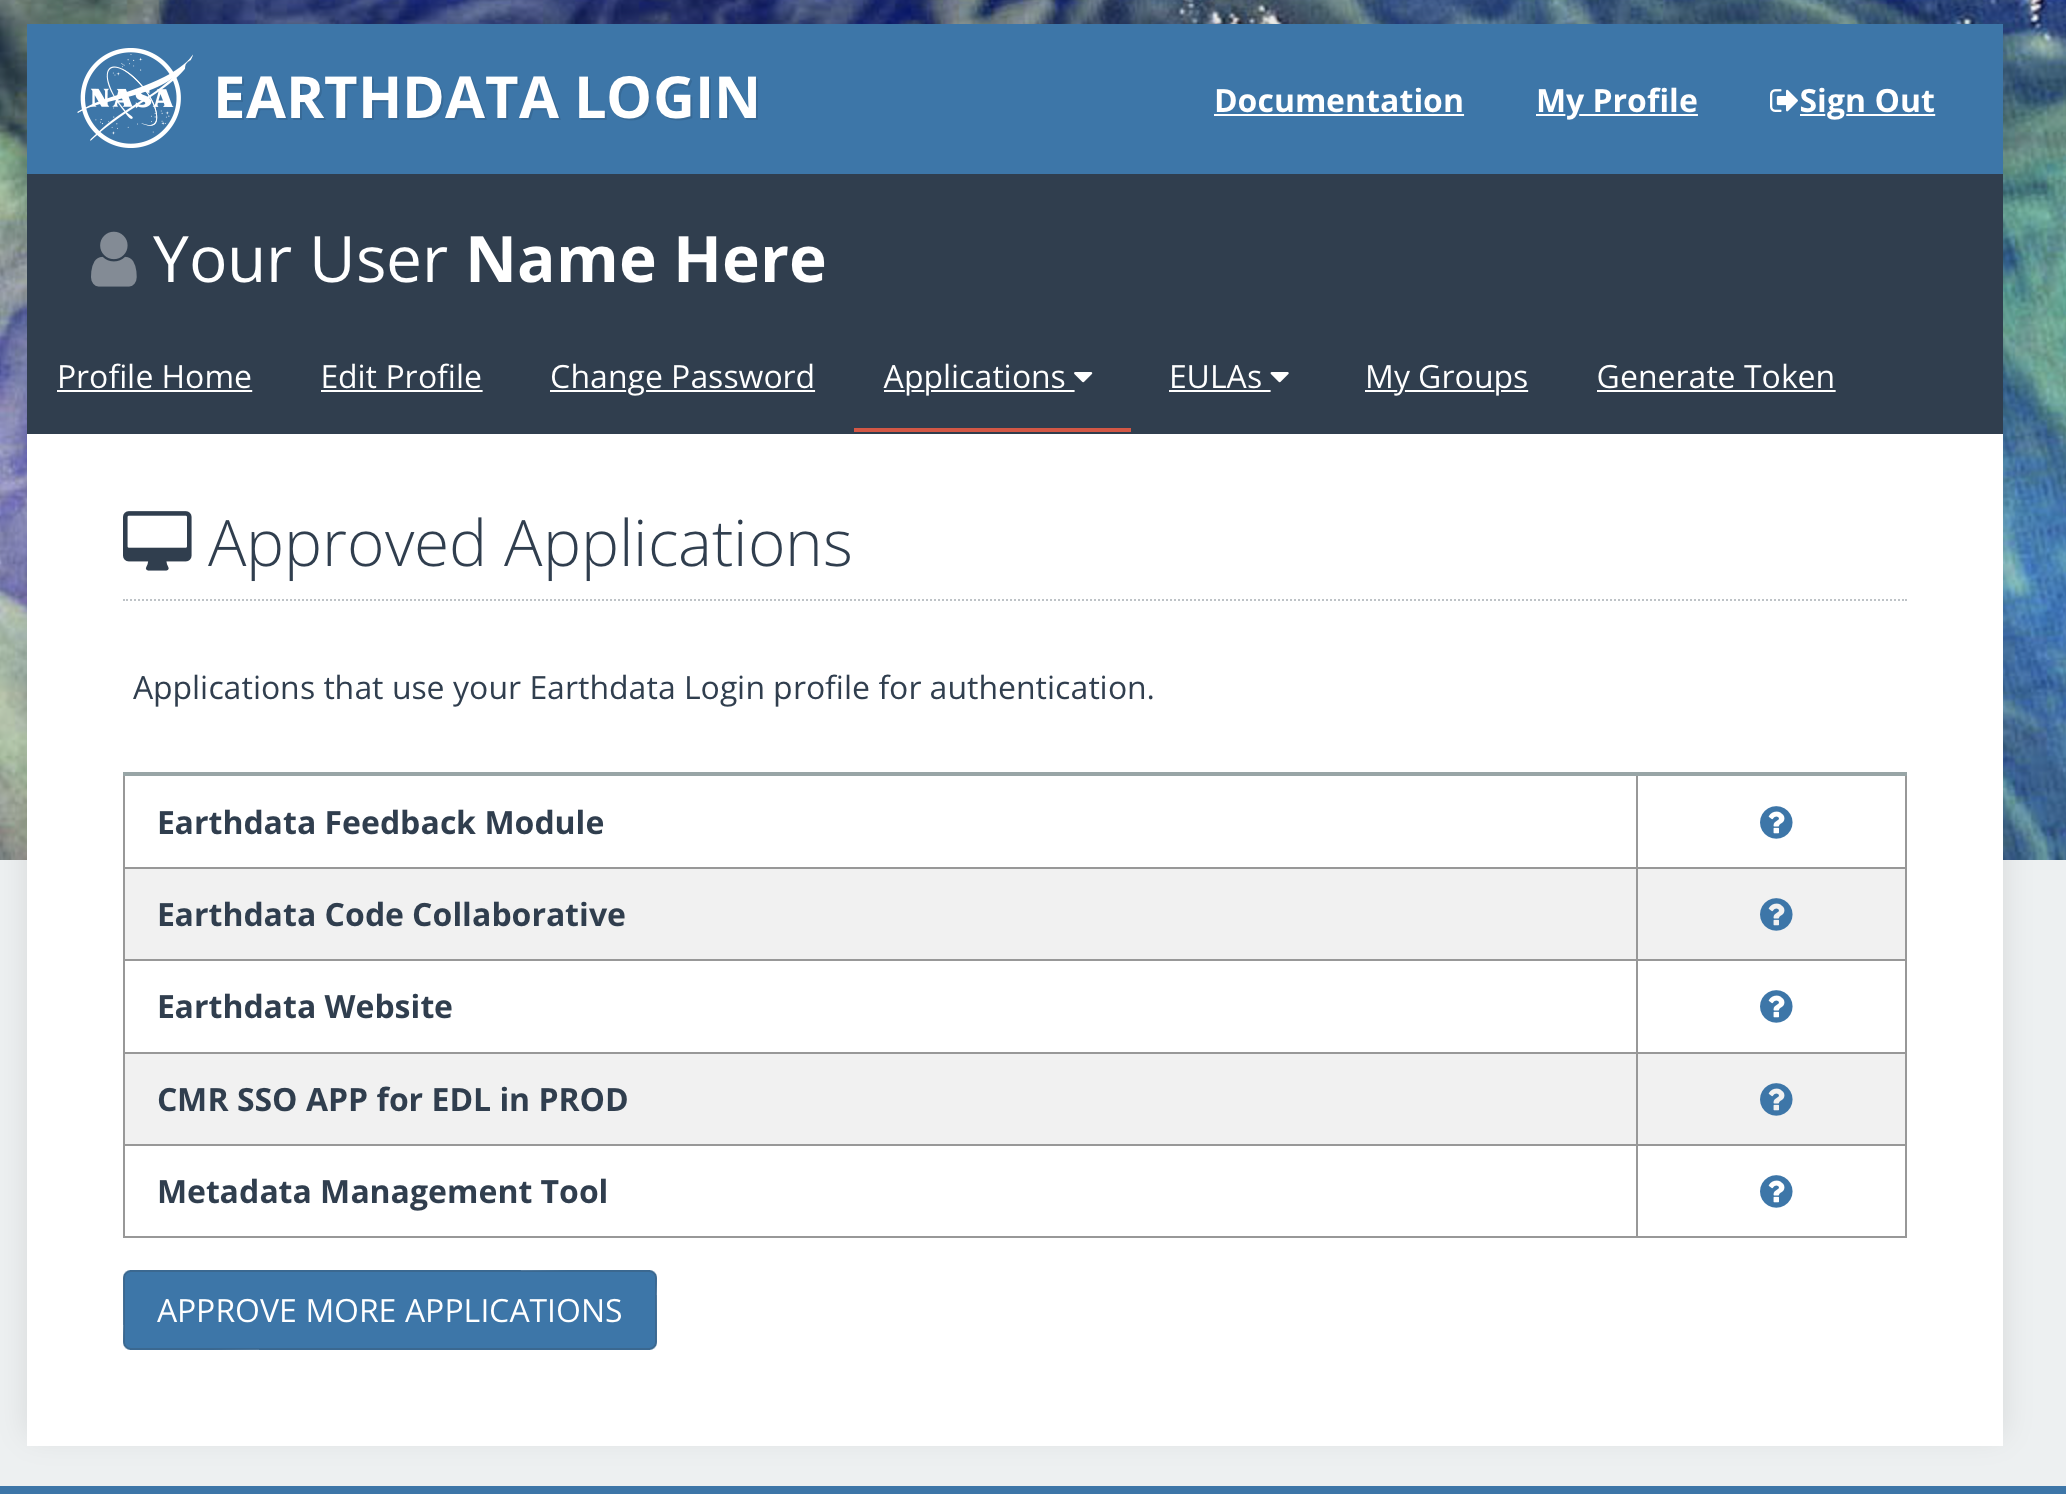 NASA
EARTHDATA LOGIN
Documentation My Profile Sign Out
Your User Name Here
Profile Home Edit Profile Change Password Applications EULAs My Groups Generate Token
Approved Applications
Applications that use your Earthdata Login profile for authentication.
Earthdata Feedback Module ?
Earthdata Code Collaborative ?
Earthdata Website ?
CMR SSO APP for EDL in PROD ?
Metadata Management Tool ?
APPROVE MORE APPLICATIONS